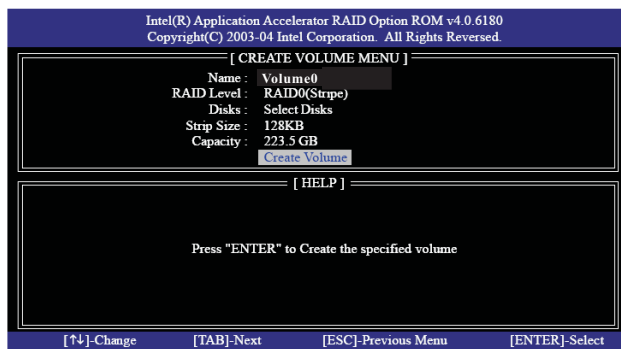 Intel(R) Application Accelerator RAID Option ROM v4.0.6180
Copyright(C) 2003-04 Intel Corporation. All Rights Reversed.
[ CREATE VOLUME MENU ]
Name : Volume0
RAID Level : RAID0(Stripe)
Disks : Select Disks
Strip Size : 128KB
Capacity : 223.5 GB
Create Volume
[ HELP ]
Press "ENTER" to Create the specified volume
[↑↓]-Change [TAB]-Next [ESC]-Previous Menu [ENTER]-Select